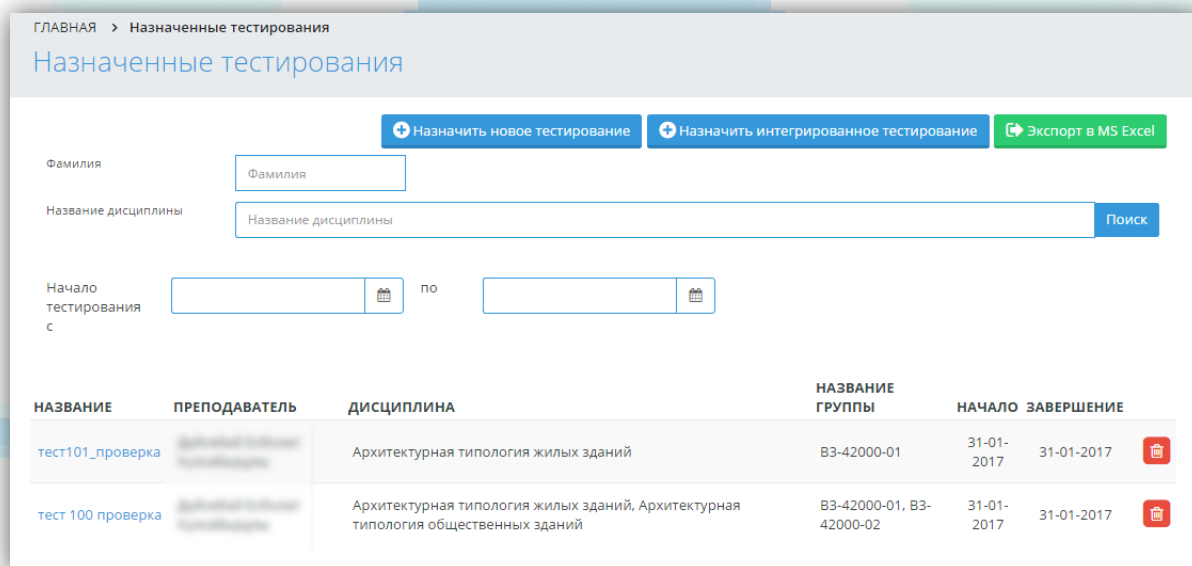 ГЛАВНАЯ > Назначенные тестирования
Назначенные тестирования
Назначить новое тестирование
Назначить интегрированное тестирование
Экспорт в MS Excel
Фамилия
Фамилия
Название дисциплины
Название дисциплины
Поиск
Начало
тестирования
с
по
НАЗВАНИЕ ПРЕПОДАВАТЕЛЬ ДИСЦИПЛИНА НАЗВАНИЕ
ГРУППЫ НАЧАЛО ЗАВЕРШЕНИЕ
тест101_проверка Архитектурная типология жилых зданий В3-42000-01 31-01-
2017 31-01-2017
тест 100 проверка Архитектурная типология жилых зданий, Архитектурная
типология общественных зданий В3-42000-01, В3-
42000-02 31-01-
2017 31-01-2017